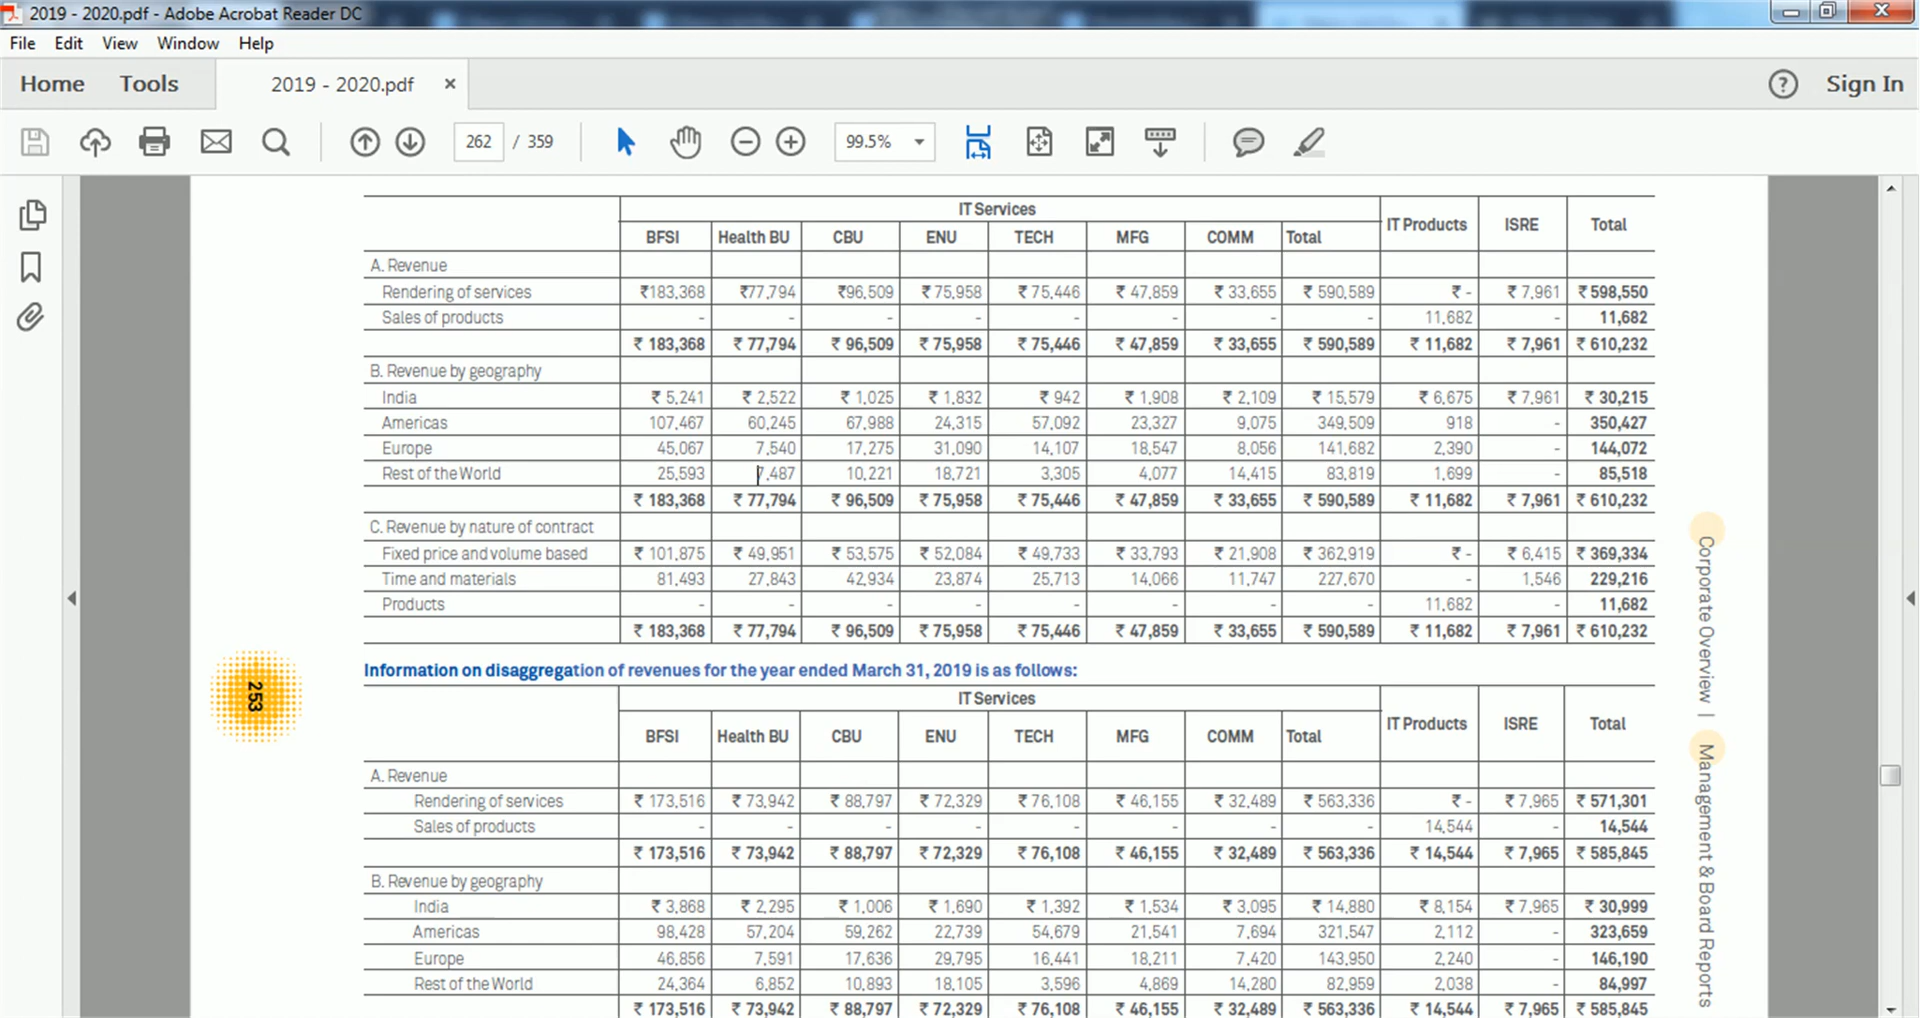 2019 - 2020.pdf - Adobe Acrobat Reader DC
File Edit View Window Help
Home Tools 2019 - 2020.pdf × ? Sign In
262 / 359 99.5%
IT Services IT Products ISRE Total
BFSI Health BU CBU ENU TECH MFG COMM Total
A. Revenue
Rendering of services ₹183,368 ₹77,794 ₹96,509 ₹ 75,958 ₹ 75,446 ₹ 47,859 ₹ 33,655 ₹ 590,589 ₹ - ₹ 7,961 ₹ 598,550
Sales of products - - - - - - - - 11,682 - 11,682
₹ 183,368 ₹ 77,794 ₹ 96,509 ₹ 75,958 ₹ 75,446 ₹ 47,859 ₹ 33,655 ₹ 590,589 ₹ 11,682 ₹ 7,961 ₹ 610,232
B. Revenue by geography
India ₹ 5,241 ₹ 2,522 ₹ 1,025 ₹ 1,832 ₹ 942 ₹ 1,908 ₹ 2,109 ₹ 15,579 ₹ 6,675 ₹ 7,961 ₹ 30,215
Americas 107,467 60,245 67,988 24,315 57,092 23,327 9,075 349,509 918 - 350,427
Europe 45,067 7,540 17,275 31,090 14,107 18,547 8,056 141,682 2,390 - 144,072
Rest of the World 25,593 7,487 10,221 18,721 3,305 4,077 14,415 83,819 1,699 - 85,518
₹ 183,368 ₹ 77,794 ₹ 96,509 ₹ 75,958 ₹ 75,446 ₹ 47,859 ₹ 33,655 ₹ 590,589 ₹ 11,682 ₹ 7,961 ₹ 610,232
C. Revenue by nature of contract
Fixed price and volume based ₹ 101,875 ₹ 49,951 ₹ 53,575 ₹ 52,084 ₹ 49,733 ₹ 33,793 ₹ 21,908 ₹ 362,919 ₹ - ₹ 6,415 ₹ 369,334
Time and materials 81,493 27,843 42,934 23,874 25,713 14,066 11,747 227,670 - 1,546 229,216
Products - - - - - - - - 11,682 - 11,682
₹ 183,368 ₹ 77,794 ₹ 96,509 ₹ 75,958 ₹ 75,446 ₹ 47,859 ₹ 33,655 ₹ 590,589 ₹ 11,682 ₹ 7,961 ₹ 610,232
Information on disaggregation of revenues for the year ended March 31, 2019 is as follows:
IT Services IT Products ISRE Total
BFSI Health BU CBU ENU TECH MFG COMM Total
A. Revenue
Rendering of services ₹ 173,516 ₹ 73,942 ₹ 88,797 ₹ 72,329 ₹ 76,108 ₹ 46,155 ₹ 32,489 ₹ 563,336 ₹ - ₹ 7,965 ₹ 571,301
Sales of products - - - - - - - - 14,544 - 14,544
₹ 173,516 ₹ 73,942 ₹ 88,797 ₹ 72,329 ₹ 76,108 ₹ 46,155 ₹ 32,489 ₹ 563,336 ₹ 14,544 ₹ 7,965 ₹ 585,845
B. Revenue by geography
India ₹ 3,868 ₹ 2,295 ₹ 1,006 ₹ 1,690 ₹ 1,392 ₹ 1,534 ₹ 3,095 ₹ 14,880 ₹ 8,154 ₹ 7,965 ₹ 30,999
Americas 98,428 57,204 59,262 22,739 54,679 21,541 7,694 321,547 2,112 - 323,659
Europe 46,856 7,591 17,636 29,795 16,441 18,211 7,420 143,950 2,240 - 146,190
Rest of the World 24,364 6,852 10,893 18,105 3,596 4,869 14,280 82,959 2,038 - 84,997
₹ 173,516 ₹ 73,942 ₹ 88,797 ₹ 72,329 ₹ 76,108 ₹ 46,155 ₹ 32,489 ₹ 563,336 ₹ 14,544 ₹ 7,965 ₹ 585,845
253
Corporate Overview | Management & Board Reports